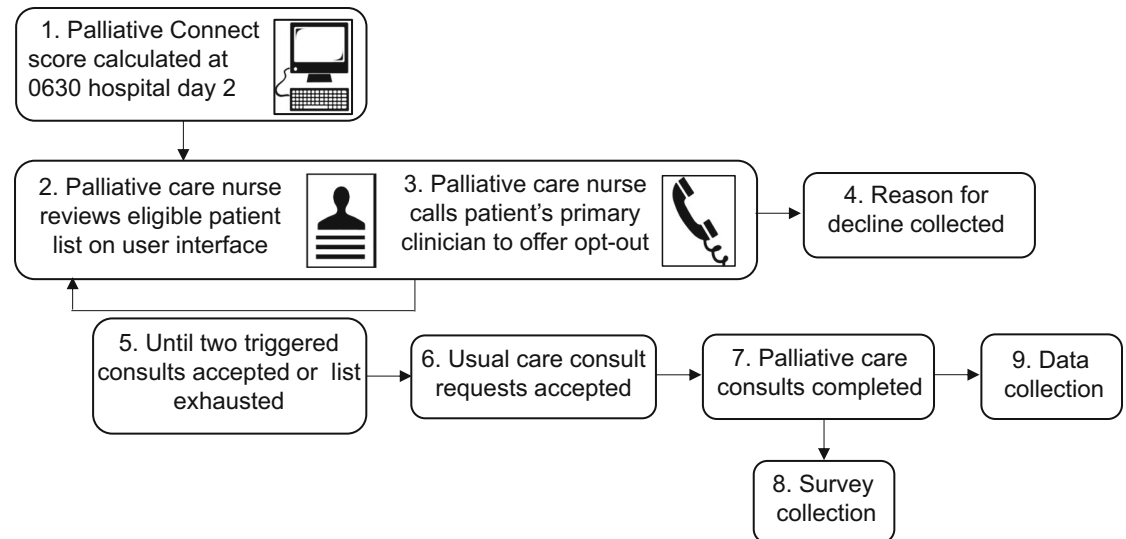 1. Palliative Connect
score calculated at
0630 hospital day 2
2. Palliative care nurse
reviews eligible patient
list on user interface
3. Palliative care nurse
calls patient's primary
clinician to offer opt-out
4. Reason for
decline collected
5. Until two triggered
consults accepted or list
exhausted
6. Usual care consult
requests accepted
7. Palliative care
consults completed
9. Data
collection
8. Survey
collection